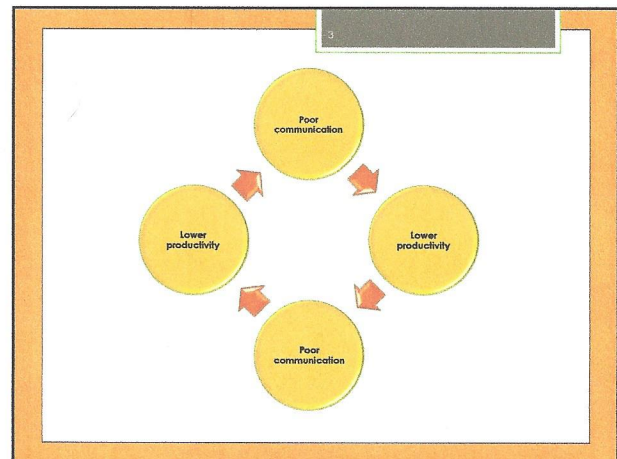 3
Poor
communication
Lower
productivity
Lower
productivity
Poor
communication